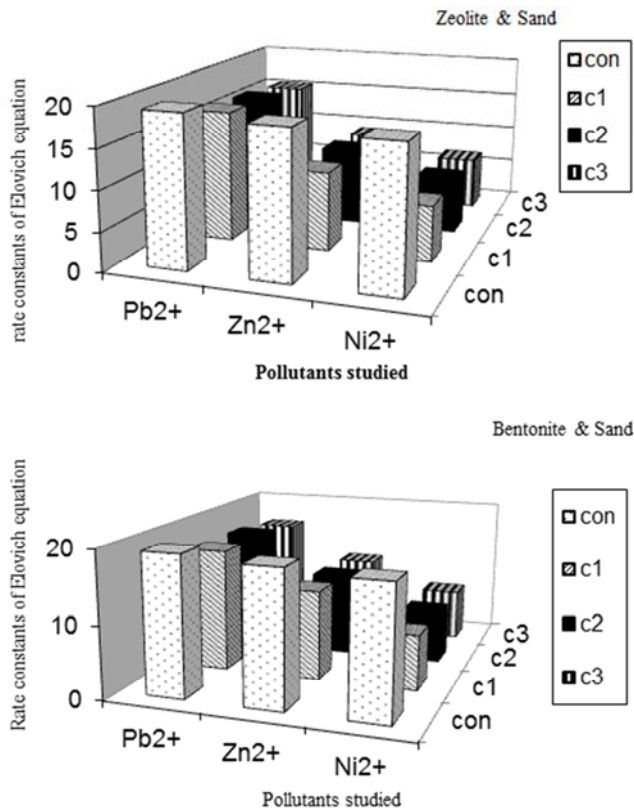 Zeolite & Sand
rate constants of Elovich equation
20
15
10
5
0
Pb2+
Zn2+
Ni2+
con
c1
c2
c3
con
c1
c2
c3
Pollutants studied
Bentonite & Sand
Rate constants of Elovich equation
20
10
0
Pb2+
Zn2+
Ni2+
con
c1
c2
c3
con
c1
c2
c3
Pollutants studied